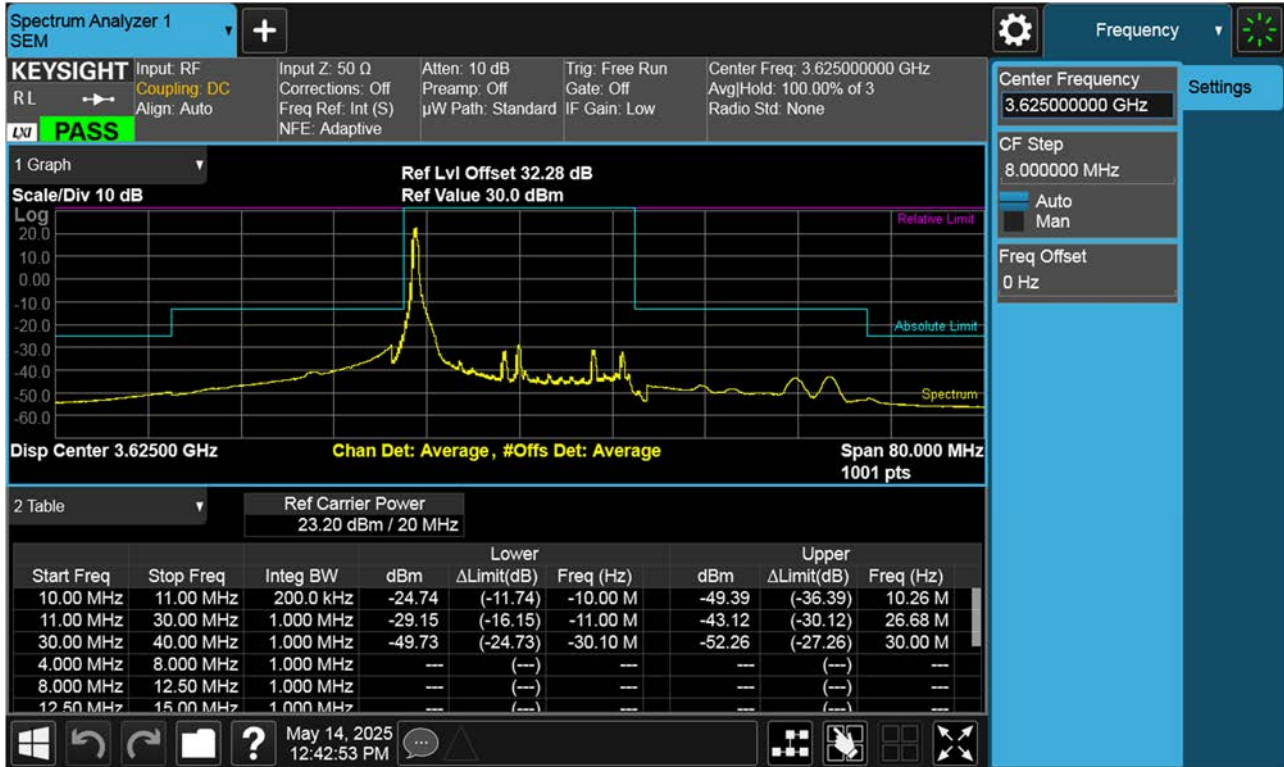 Spectrum Analyzer 1
SEM
Frequency
KEYSIGHT
RL
LXI
PASS
Input: RF
Coupling: DC
Align: Auto
Input Z: 50 Ω
Corrections: Off
Freq Ref: Int (S)
NFE: Adaptive
Atten: 10 dB
Preamp: Off
µW Path: Standard
Trig: Free Run
Gate: Off
IF Gain: Low
Center Freq: 3.625000000 GHz
Avg|Hold: 100.00% of 3
Radio Std: None
Center Frequency
3.625000000 GHz
Settings
CF Step
8.000000 MHz
Auto
Man
Freq Offset
0 Hz
1 Graph
Ref Lvl Offset 32.28 dB
Scale/Div 10 dB
Ref Value 30.0 dBm
Log
Relative Limit
20.0
10.0
0.00
-10.0
-20.0
Absolute Limit
-30.0
-40.0
-50.0
Spectrum
-60.0
Disp Center 3.62500 GHz
Chan Det: Average, #Offs Det: Average
Span 80.000 MHz
1001 pts
2 Table
Ref Carrier Power
23.20 dBm / 20 MHz
Lower Upper
Start Freq Stop Freq Integ BW dBm ΔLimit(dB) Freq (Hz) dBm ΔLimit(dB) Freq (Hz)
10.00 MHz 11.00 MHz 200.0 kHz -24.74 (-11.74) -10.00 M -49.39 (-36.39) 10.26 M
11.00 MHz 30.00 MHz 1.000 MHz -29.15 (-16.15) -11.00 M -43.12 (-30.12) 26.68 M
30.00 MHz 40.00 MHz 1.000 MHz -49.73 (-24.73) -30.10 M -52.26 (-27.26) 30.00 M
4.000 MHz 8.000 MHz 1.000 MHz --- (---) --- --- (---) ---
8.000 MHz 12.50 MHz 1.000 MHz --- (---) --- --- (---) ---
12.50 MHz 15.00 MHz 1.000 MHz --- (---) --- --- (---) ---
?
May 14, 2025
12:42:53 PM